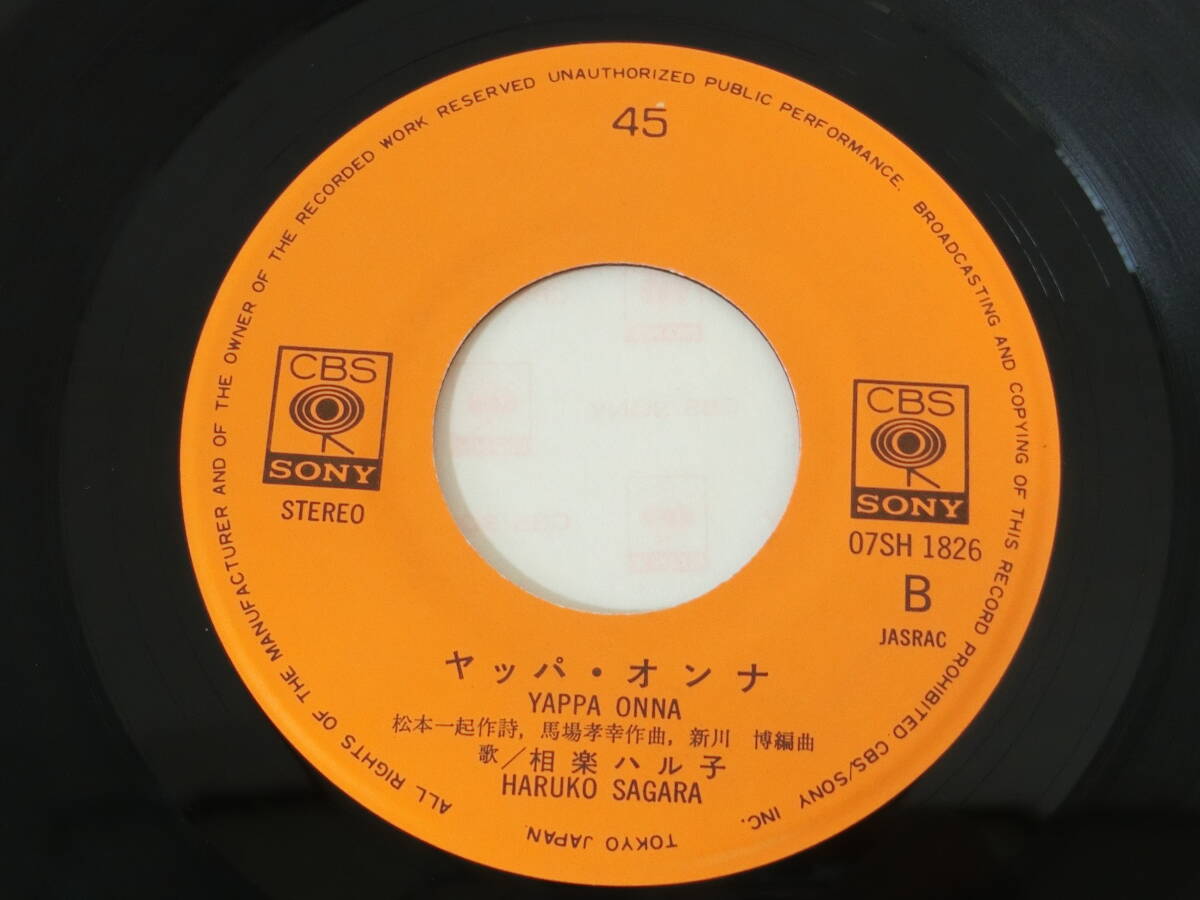 45
ALL RIGHTS OF THE MANUFACTURER AND OF THE OWNER OF THE RECORDED WORK RESERVED UNAUTHORIZED PUBLIC PERFORMANCE. BROADCASTING AND COPYING OF THIS RECORD PROHIBITED. CBS/SONY INC.
TOKYO JAPAN.
CBS
SONY
STEREO
CBS
SONY
07SH 1826
B
JASRAC
ヤッパ・オンナ
YAPPA ONNA
松本一起作詩, 馬場孝幸作曲, 新川 博編曲
歌／相楽ハル子
HARUKO SAGARA